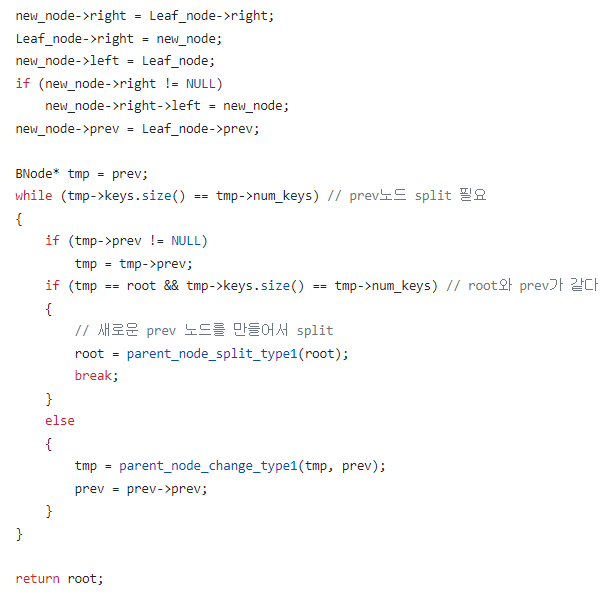 new_node->right = Leaf_node->right;
Leaf_node->right = new_node;
new_node->left = Leaf_node;
if (new_node->right != NULL)
    new_node->right->left = new_node;
new_node->prev = Leaf_node->prev;

BNode* tmp = prev;
while (tmp->keys.size() == tmp->num_keys) // prev노드 split 필요
{
    if (tmp->prev != NULL)
        tmp = tmp->prev;
    if (tmp == root && tmp->keys.size() == tmp->num_keys) // root와 prev가 같다
    {
        // 새로운 prev 노드를 만들어서 split
        root = parent_node_split_type1(root);
        break;
    }
    else
    {
        tmp = parent_node_change_type1(tmp, prev);
        prev = prev->prev;
    }
}

return root;